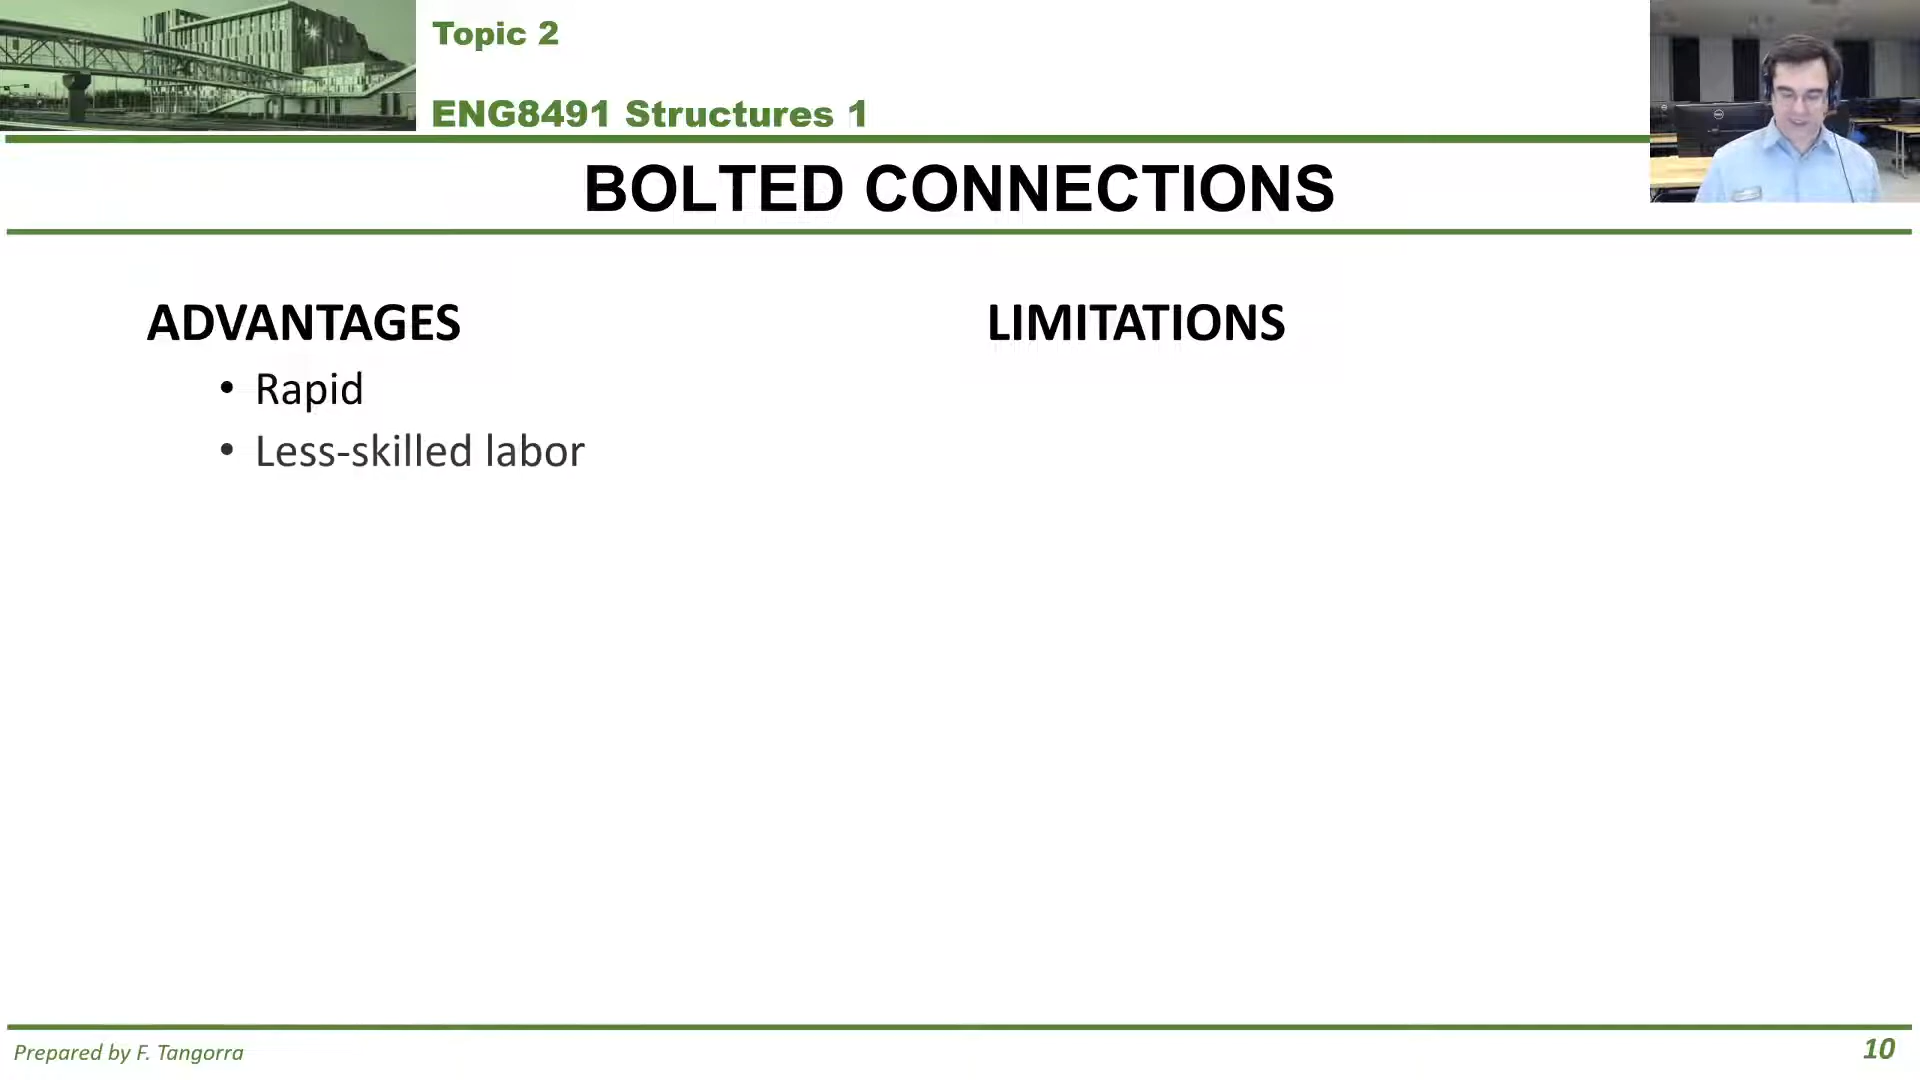 Topic 2
ENG8491 Structures 1
BOLTED CONNECTIONS
ADVANTAGES
• Rapid
• Less-skilled labor
LIMITATIONS
Prepared by F. Tangorra
10